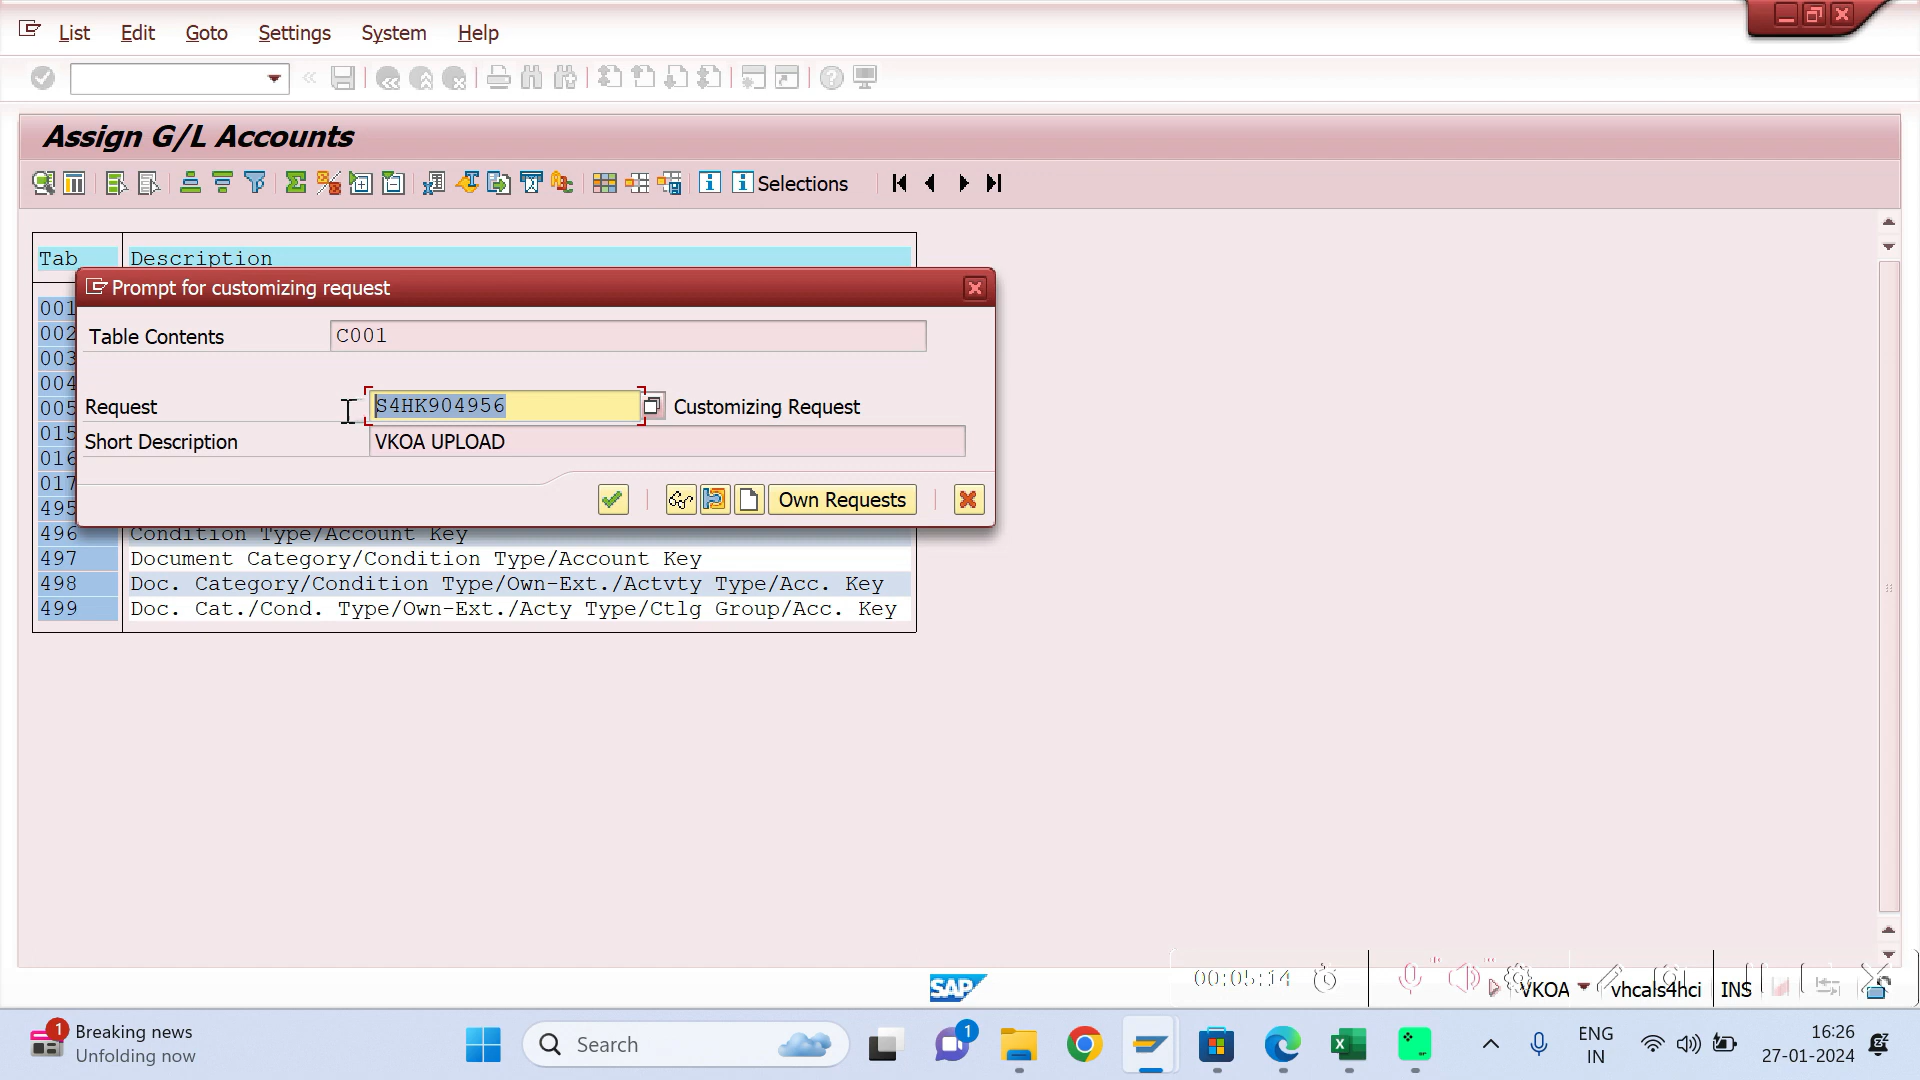 List Edit Goto Settings System Help
Assign G/L Accounts
Selections
Tab Description
Prompt for customizing request
Table Contents C001
Request S4HK904956 Customizing Request
Short Description VKOA UPLOAD
Own Requests
001
002
003
004
005
015
016
017
495
496 Condition Type/Account Key
497 Document Category/Condition Type/Account Key
498 Doc. Category/Condition Type/Own-Ext./Actvty Type/Acc. Key
499 Doc. Cat./Cond. Type/Own-Ext./Acty Type/Ctlg Group/Acc. Key
SAP
00:05:14
VKOA vhcals4hci INS
1 Breaking news
Unfolding now
Search
1
ENG
IN
16:26
27-01-2024